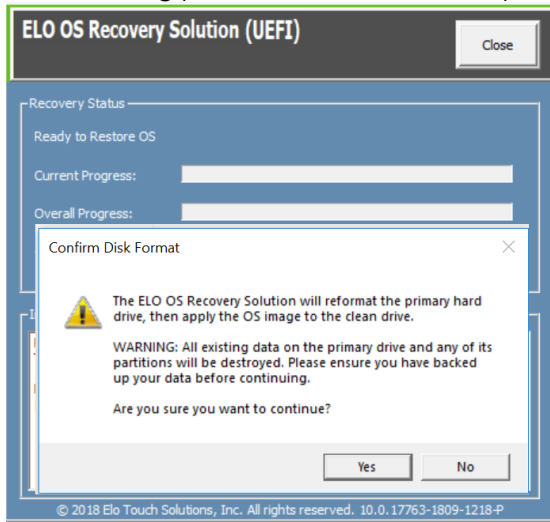 ELO OS Recovery Solution (UEFI)
Close
Recovery Status
Ready to Restore OS
Current Progress:
Overall Progress:
Confirm Disk Format
The ELO OS Recovery Solution will reformat the primary hard
drive, then apply the OS image to the clean drive.
WARNING: All existing data on the primary drive and any of its
partitions will be destroyed. Please ensure you have backed
up your data before continuing.
Are you sure you want to continue?
Yes
No
© 2018 Elo Touch Solutions, Inc. All rights reserved. 10.0.17763-1809-1218-P